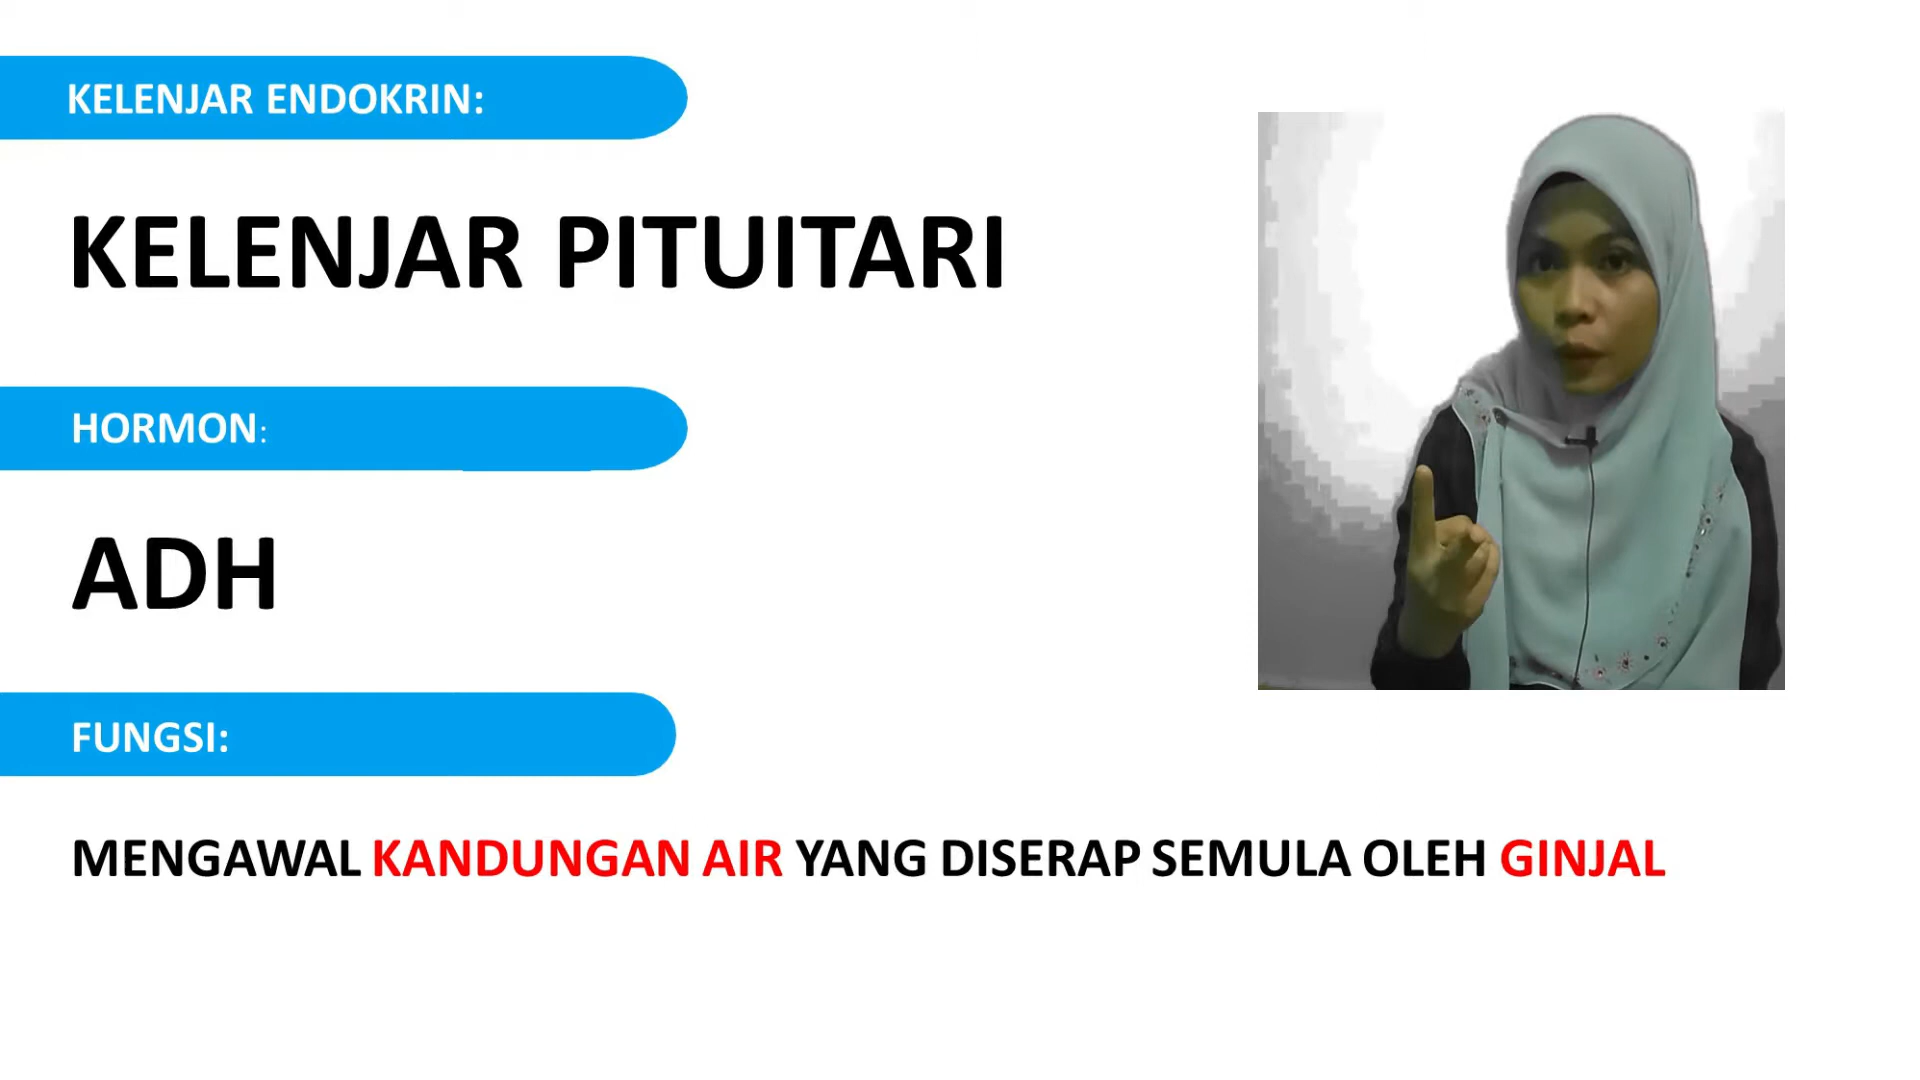 KELENJAR ENDOKRIN:
KELENJAR PITUITARI
HORMON:
ADH
FUNGSI:
MENGAWAL KANDUNGAN AIR YANG DISERAP SEMULA OLEH GINJAL